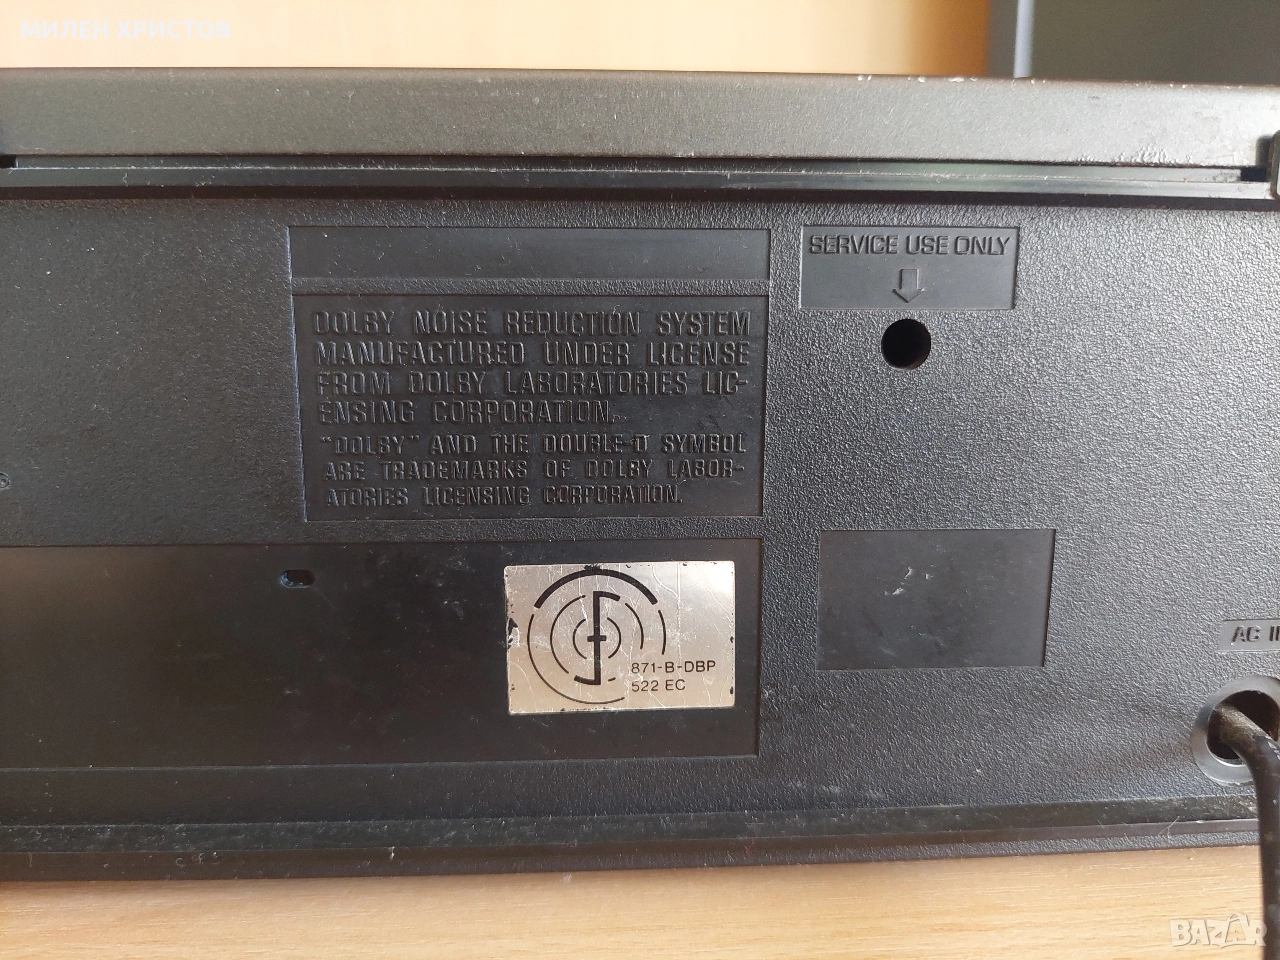 МИЛЕН ХРИСТОВ
SERVICE USE ONLY
DOLBY NOISE REDUCTION SYSTEM
MANUFACTURED UNDER LICENSE
FROM DOLBY LABORATORIES LIC-
ENSING CORPORATION.
"DOLBY" AND THE DOUBLE-D SYMBOL
ARE TRADEMARKS OF DOLBY LABOR-
ATORIES LICENSING CORPORATION.
871-B-DBP
522 EC
AC
BAZAR